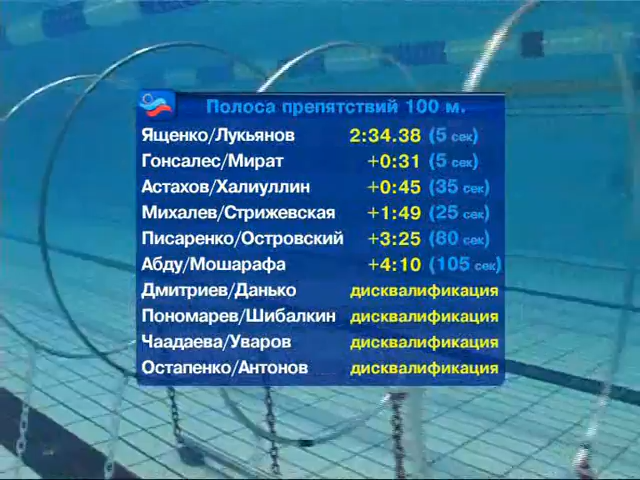 Полоса препятствий 100 м.
Ященко/Лукьянов 2:34.38 (5 сек)
Гонсалес/Мират +0:31 (5 сек)
Астахов/Халиуллин +0:45 (35 сек)
Михалев/Стрижевская +1:49 (25 сек)
Писаренко/Островский +3:25 (80 сек)
Абду/Мошарафа +4:10 (105 сек)
Дмитриев/Данько дисквалификация
Пономарев/Шибалкин дисквалификация
Чаадаева/Уваров дисквалификация
Остапенко/Антонов дисквалификация